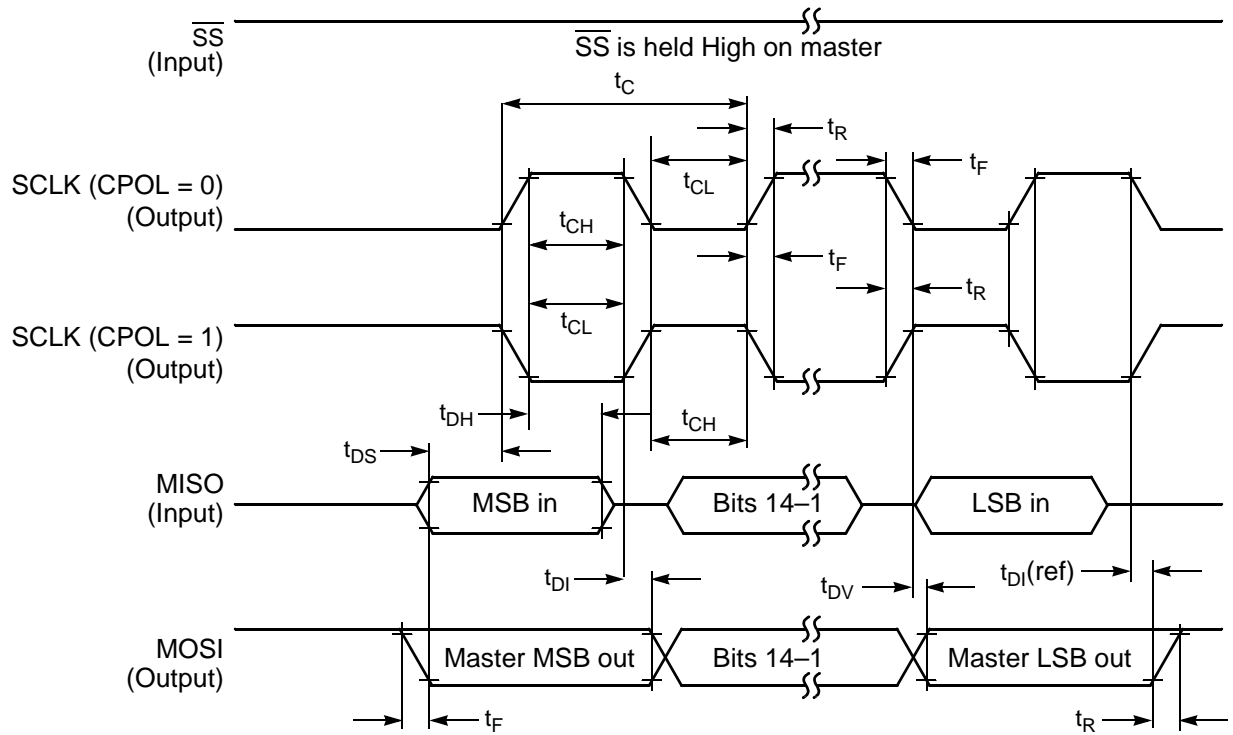 SS
(Input)
SS is held High on master
tC
tR
tF
SCLK (CPOL = 0)
(Output)
tCL
tCH
tF
tR
SCLK (CPOL = 1)
(Output)
tCL
tDH
tCH
tDS
MISO
(Input)
MSB in
Bits 14–1
LSB in
tDI
tDV
tDI(ref)
MOSI
(Output)
Master MSB out
Bits 14–1
Master LSB out
tF
tR